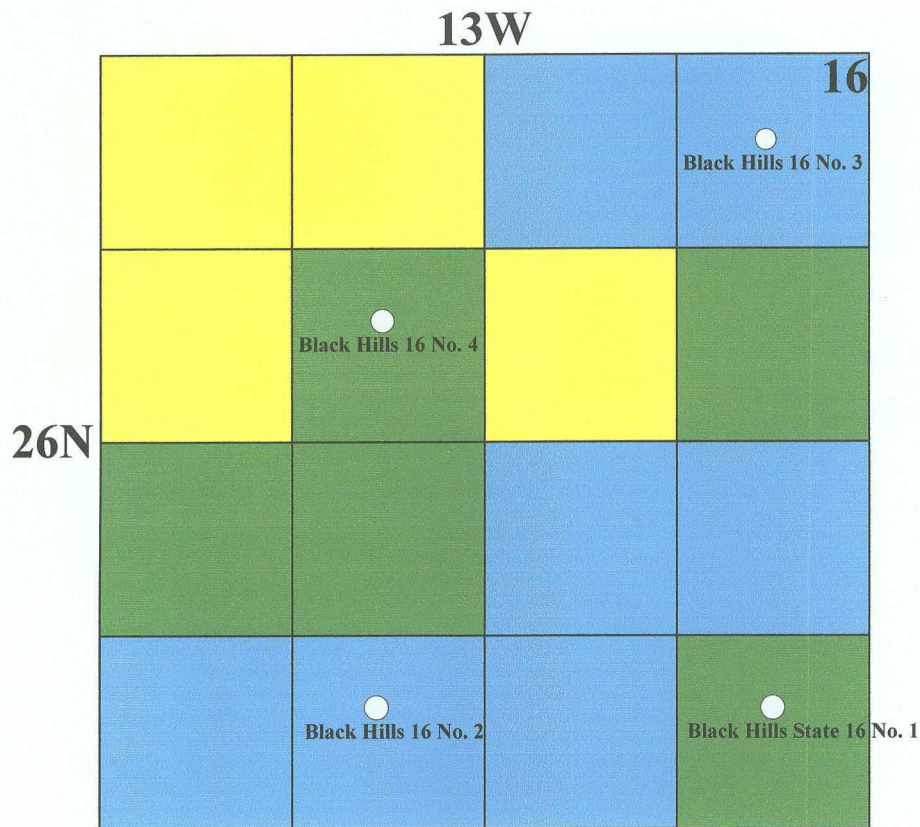 13W
16
Black Hills 16 No. 3
Black Hills 16 No. 4
26N
Black Hills 16 No. 2
Black Hills State 16 No. 1